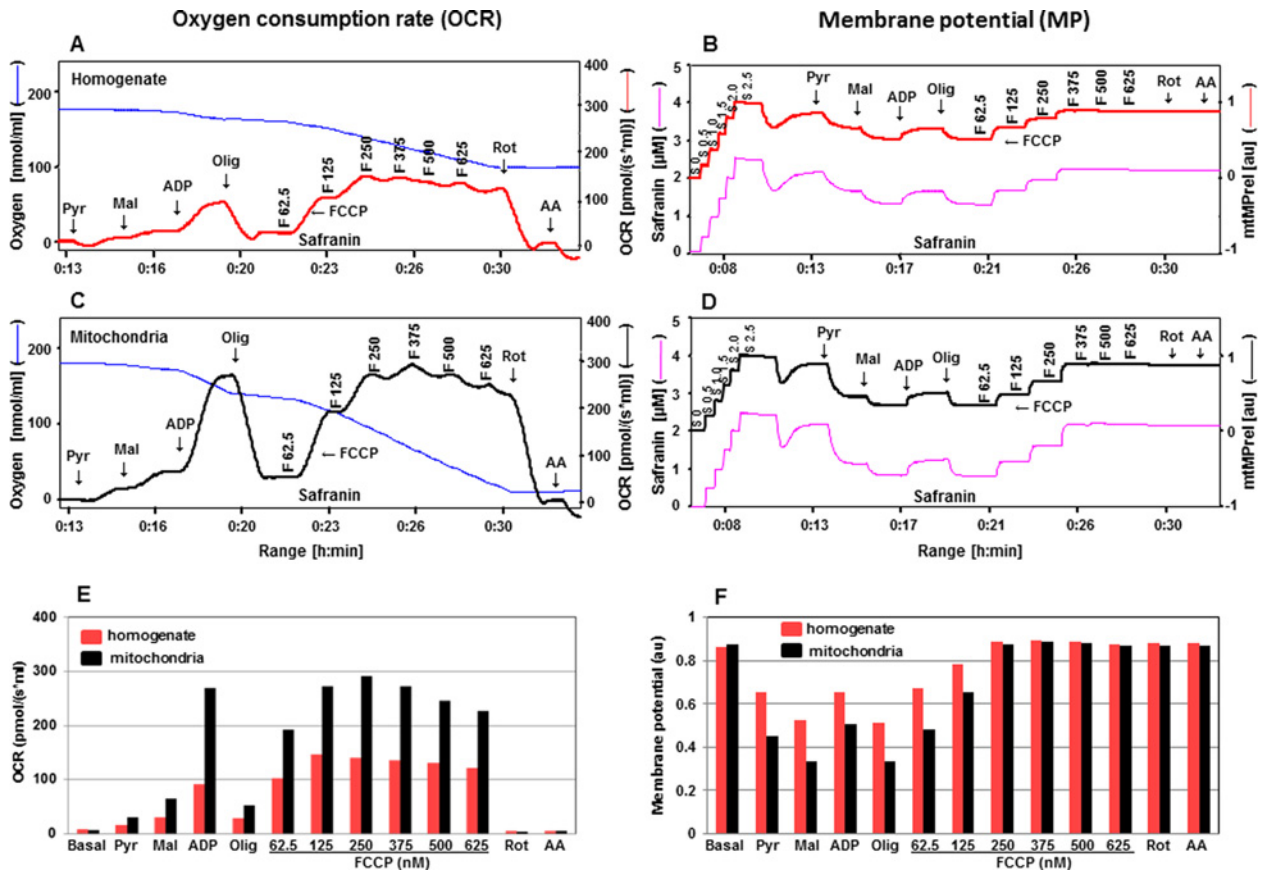 Oxygen consumption rate (OCR)
Membrane potential (MP)
A
Homogenate
Oxygen [nmol/ml] (—)
200
100
0
400
300
200
100
0
OCR [pmol/(s*ml)] (—)
Pyr
Mal
ADP
Olig
F 62.5
F 125
F 250
F 375
F 500
F 625
Rot
AA
← FCCP
Safranin
0:13 0:16 0:20 0:23 0:26 0:30
B
Safranin [µM] (—)
5
4
3
2
1
0
1
0
-1
mtMPrel [au] (—)
S 0
S 0.5
S 1.0
S 1.5
S 2.0
S 2.5
Pyr
Mal
ADP
Olig
F 62.5
F 125
F 250
F 375
F 500
F 625
Rot
AA
← FCCP
Safranin
0:08 0:13 0:17 0:21 0:26 0:30
C
Mitochondria
Oxygen [nmol/ml] (—)
200
100
0
400
300
200
100
0
OCR [pmol/(s*ml)] (—)
Pyr
Mal
ADP
Olig
F 62.5
F 125
F 250
F 375
F 500
F 625
Rot
AA
← FCCP
Safranin
0:13 0:16 0:20 0:23 0:26 0:30
Range [h:min]
D
Safranin [µM] (—)
5
4
3
2
1
0
1
0
-1
mtMPrel [au] (—)
S 0
S 0.5
S 1.0
S 1.5
S 2.0
S 2.5
Pyr
Mal
ADP
Olig
F 62.5
F 125
F 250
F 375
F 500
F 625
Rot
AA
← FCCP
Safranin
0:08 0:13 0:17 0:21 0:26 0:30
Range [h:min]
E
OCR (pmol/(s*ml)
400
300
200
100
0
homogenate
mitochondria
Basal Pyr Mal ADP Olig 62.5 125 250 375 500 625 Rot AA
FCCP (nM)
F
Membrane potential (au)
1
0.8
0.6
0.4
0.2
0
homogenate
mitochondria
Basal Pyr Mal ADP Olig 62.5 125 250 375 500 625 Rot AA
FCCP (nM)